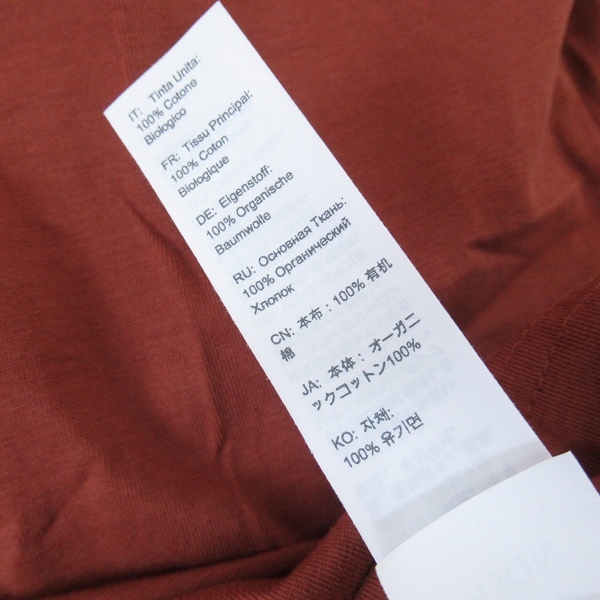 IT: Tinta Unita:
100% Cotone
Biologico
FR: Tissu Principal:
100% Coton
Biologique
DE: Eigenstoff:
100% Organische
Baumwolle
RU: Основная Ткань:
100% Органический
Хлопок
CN: 本布 : 100% 有机
棉
JA: 本体 : オーガニ
ックコットン100%
KO: 자체:
100% 유기면